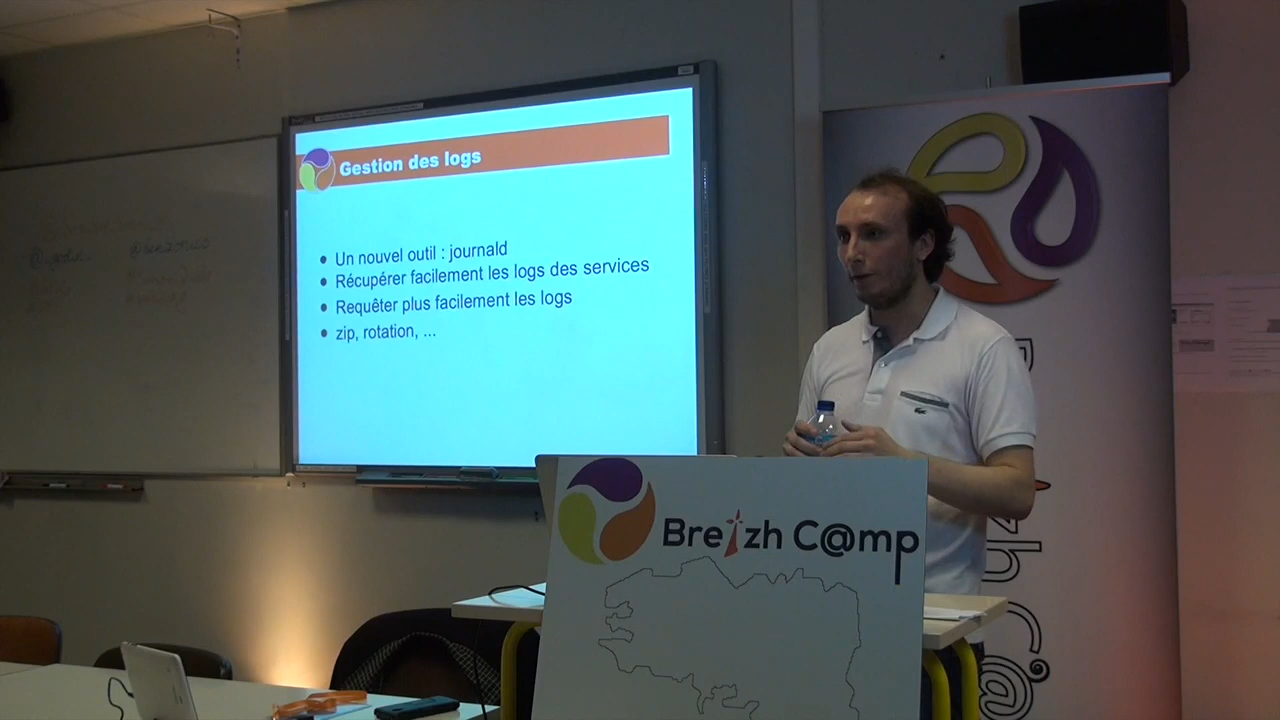 Gestion des logs
• Un nouvel outil : journald
• Récupérer facilement les logs des services
• Requêter plus facilement les logs
• zip, rotation, ...
Breizh C@mp
zh C@